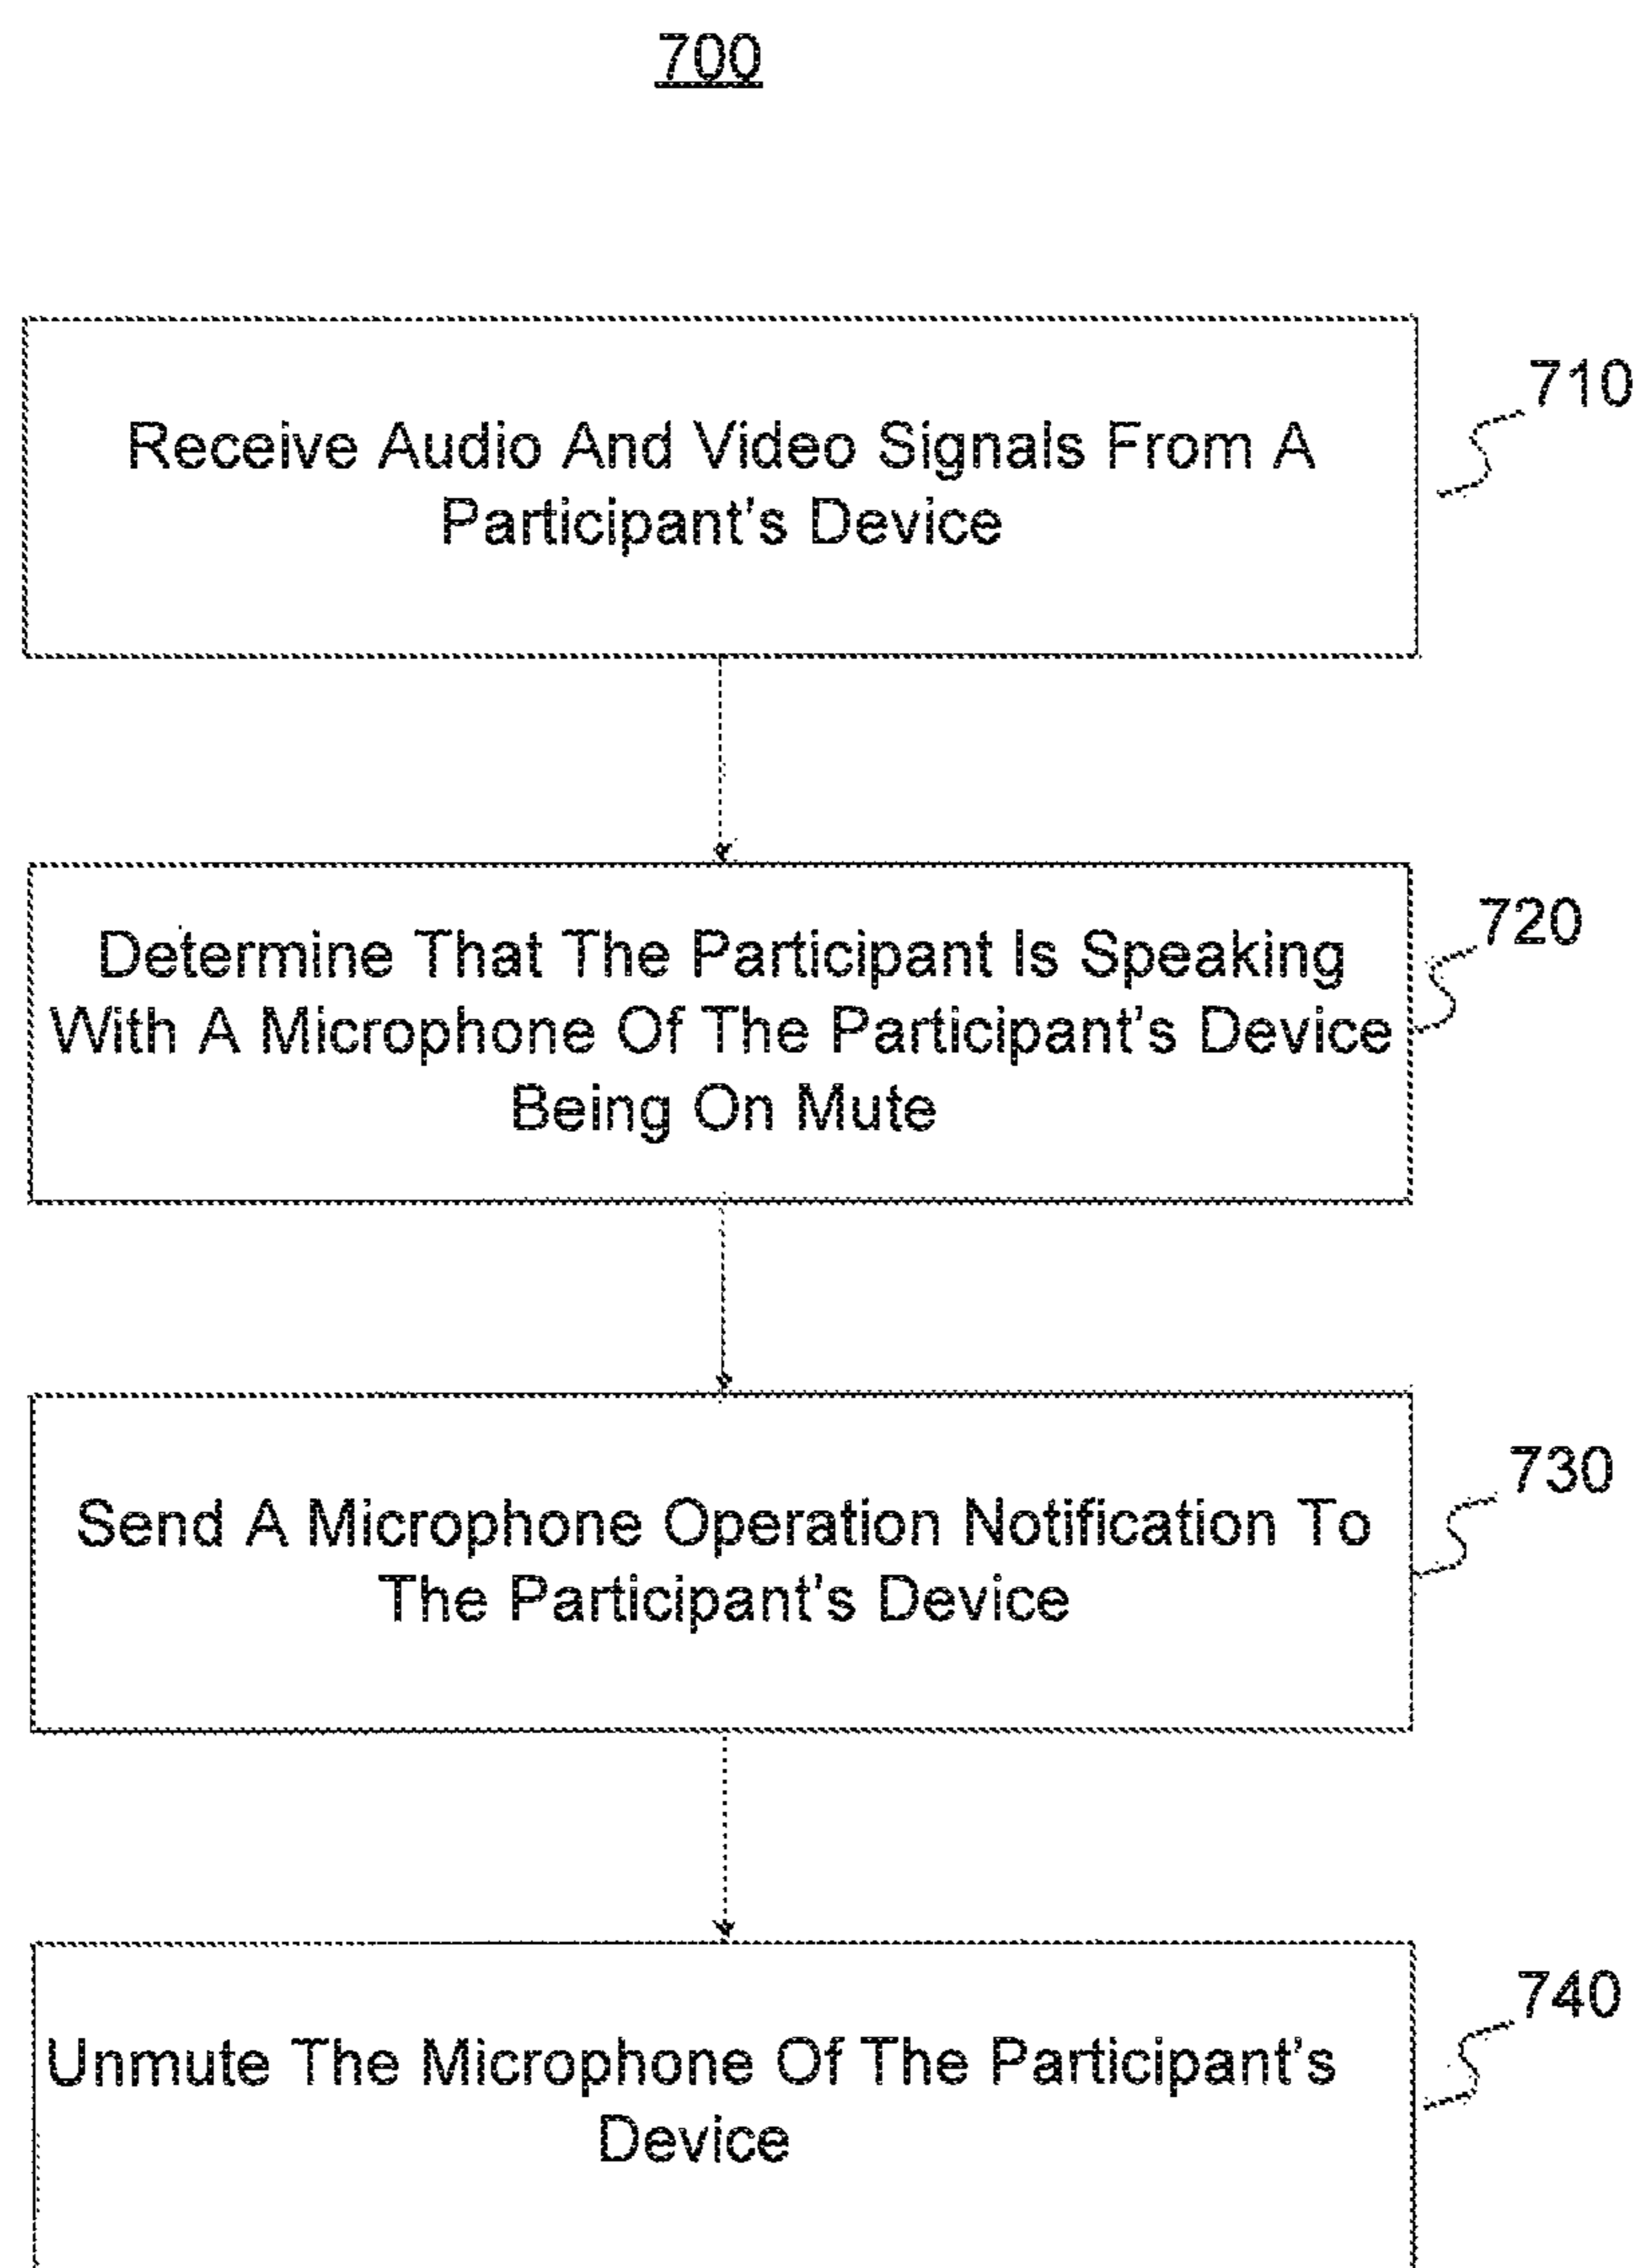 700
Receive Audio And Video Signals From A
Participant's Device
710
Determine That The Participant Is Speaking
With A Microphone Of The Participant's Device
Being On Mute
720
Send A Microphone Operation Notification To
The Participant's Device
730
Unmute The Microphone Of The Participant's
Device
740